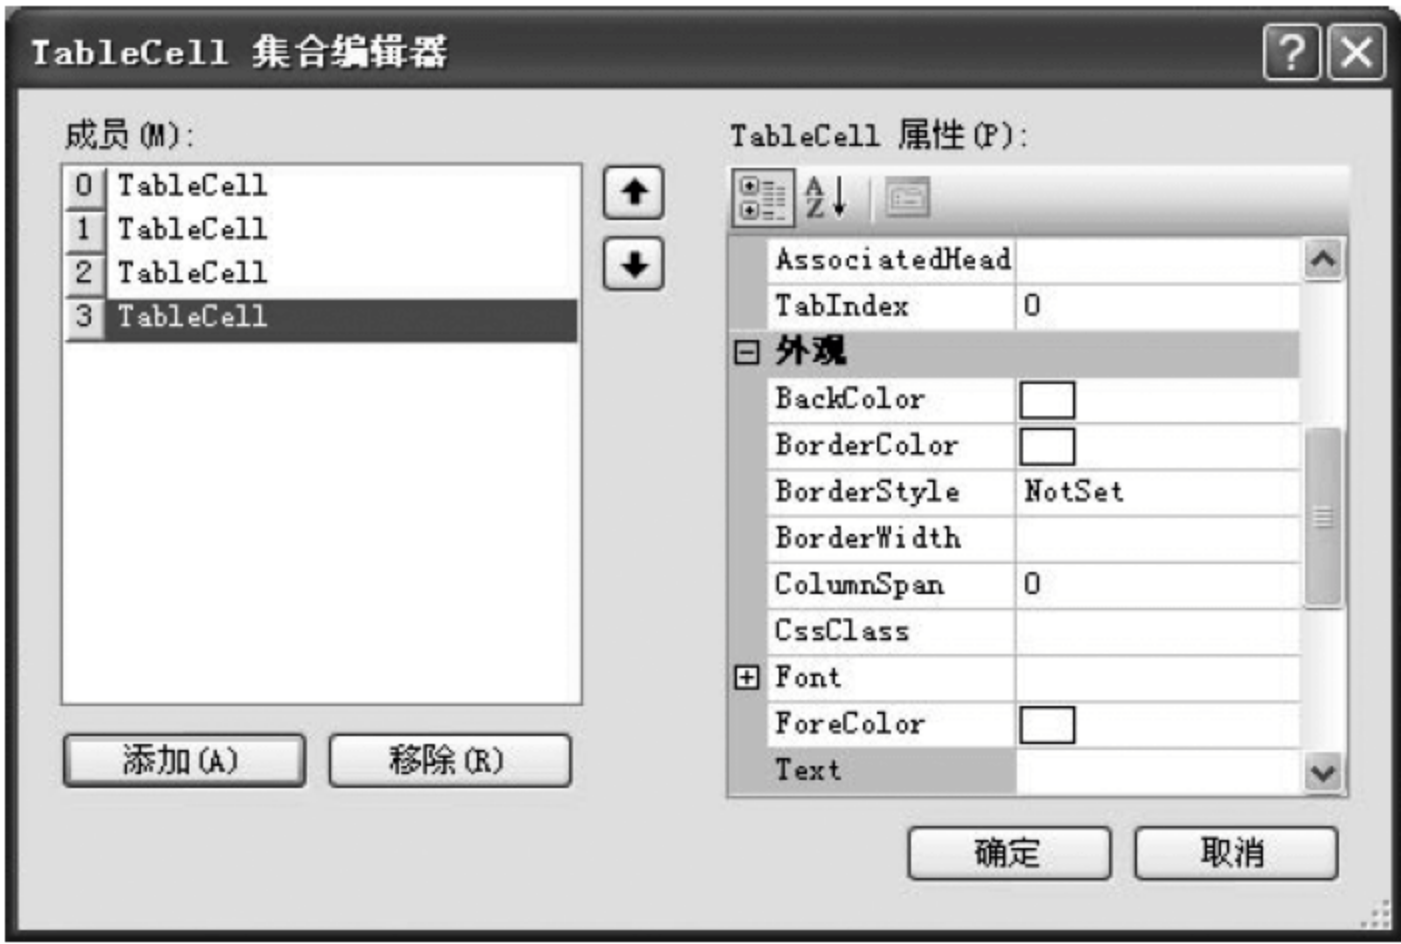 TableCell 集合编辑器
成员(M):
0 TableCell
1 TableCell
2 TableCell
3 TableCell
添加(A)
移除(R)
TableCell 属性(P):
AssociatedHead
TabIndex 0
外观
BackColor
BorderColor
BorderStyle NotSet
BorderWidth
ColumnSpan 0
CssClass
Font
ForeColor
Text
确定
取消